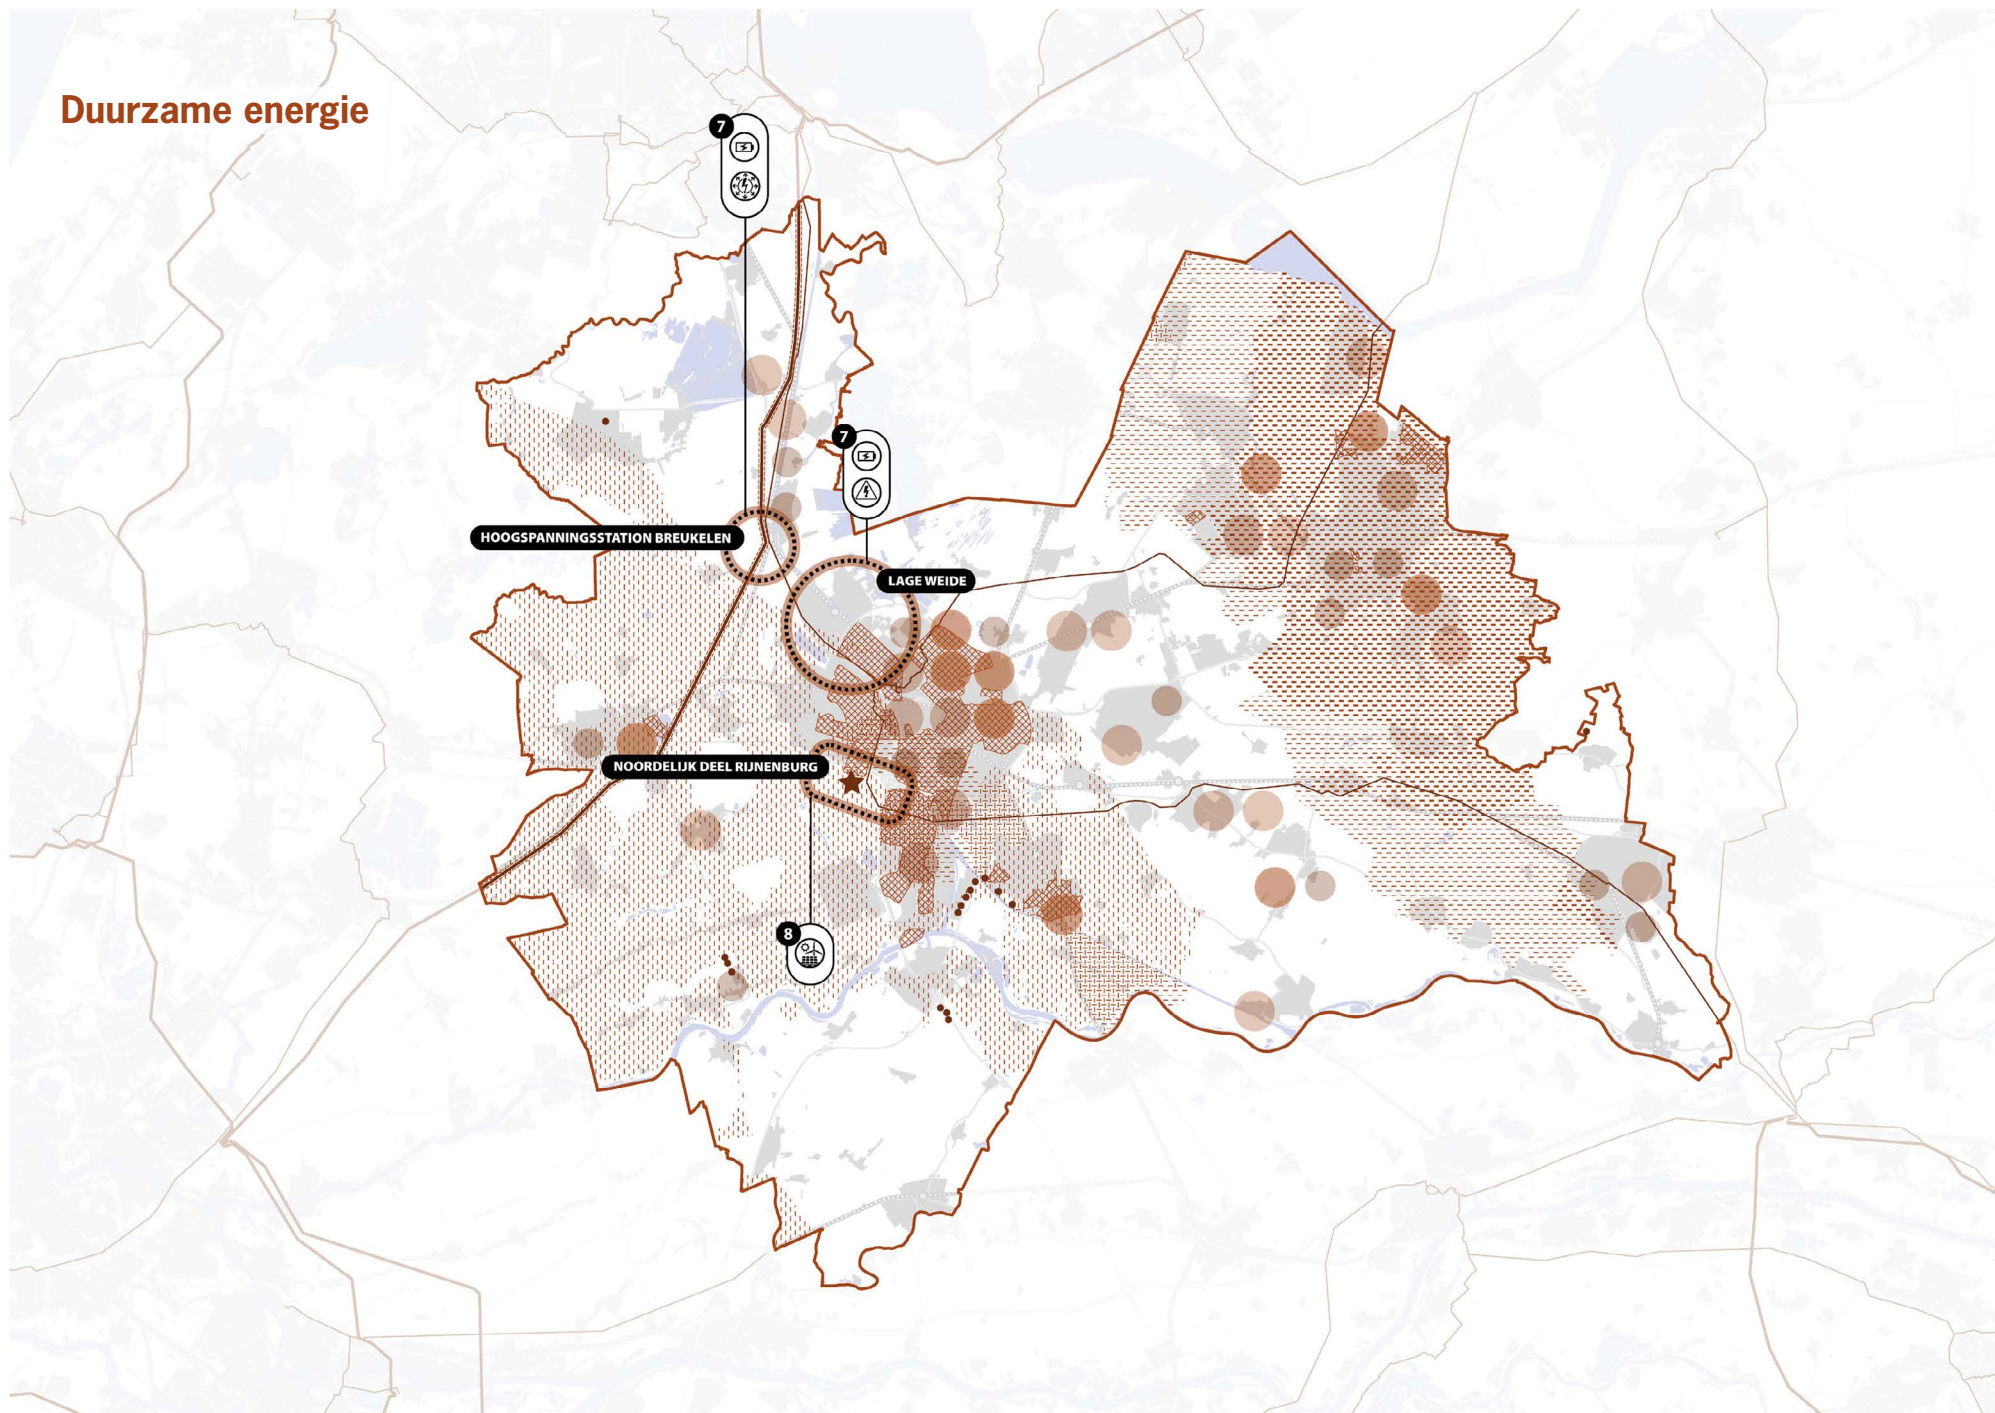 Duurzame energie
7
7
HOOGSPANNINGSSTATION BREUKELEN
LAGE WEIDE
NOORDELIJK DEEL RIJNENBURG
8